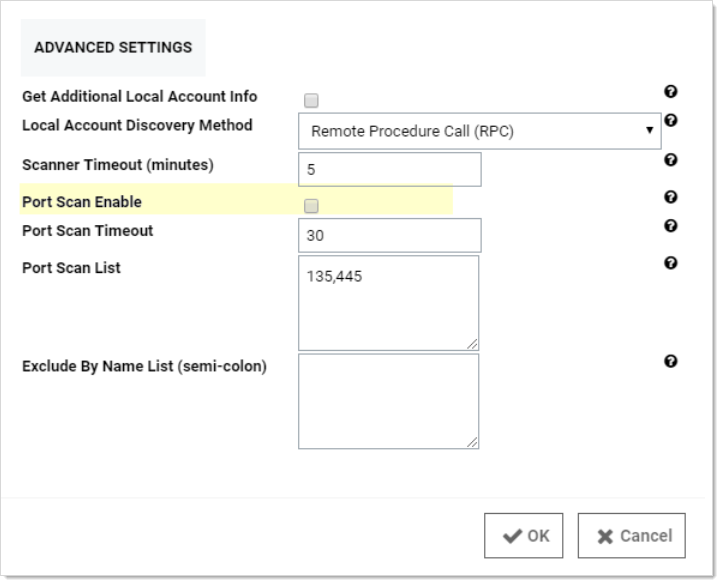 ADVANCED SETTINGS
Get Additional Local Account Info
Local Account Discovery Method
Remote Procedure Call (RPC)
Scanner Timeout (minutes)
5
Port Scan Enable
Port Scan Timeout
30
Port Scan List
135,445
Exclude By Name List (semi-colon)
OK
Cancel